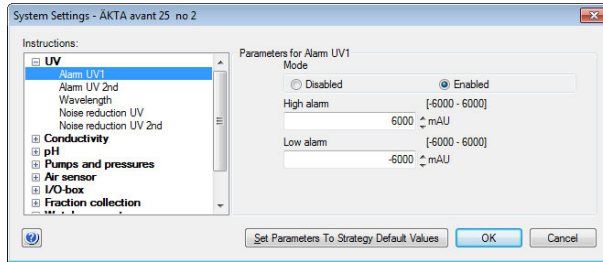 System Settings - ÄKTA avant 25 no 2
Instructions:
UV
Alarm UV1
Alarm UV 2nd
Wavelength
Noise reduction UV
Noise reduction UV 2nd
Conductivity
pH
Pumps and pressures
Air sensor
I/O-box
Fraction collection
Parameters for Alarm UV1
Mode
Disabled Enabled
High alarm [-6000 - 6000]
6000 mAU
Low alarm [-6000 - 6000]
-6000 mAU
Set Parameters To Strategy Default Values OK Cancel